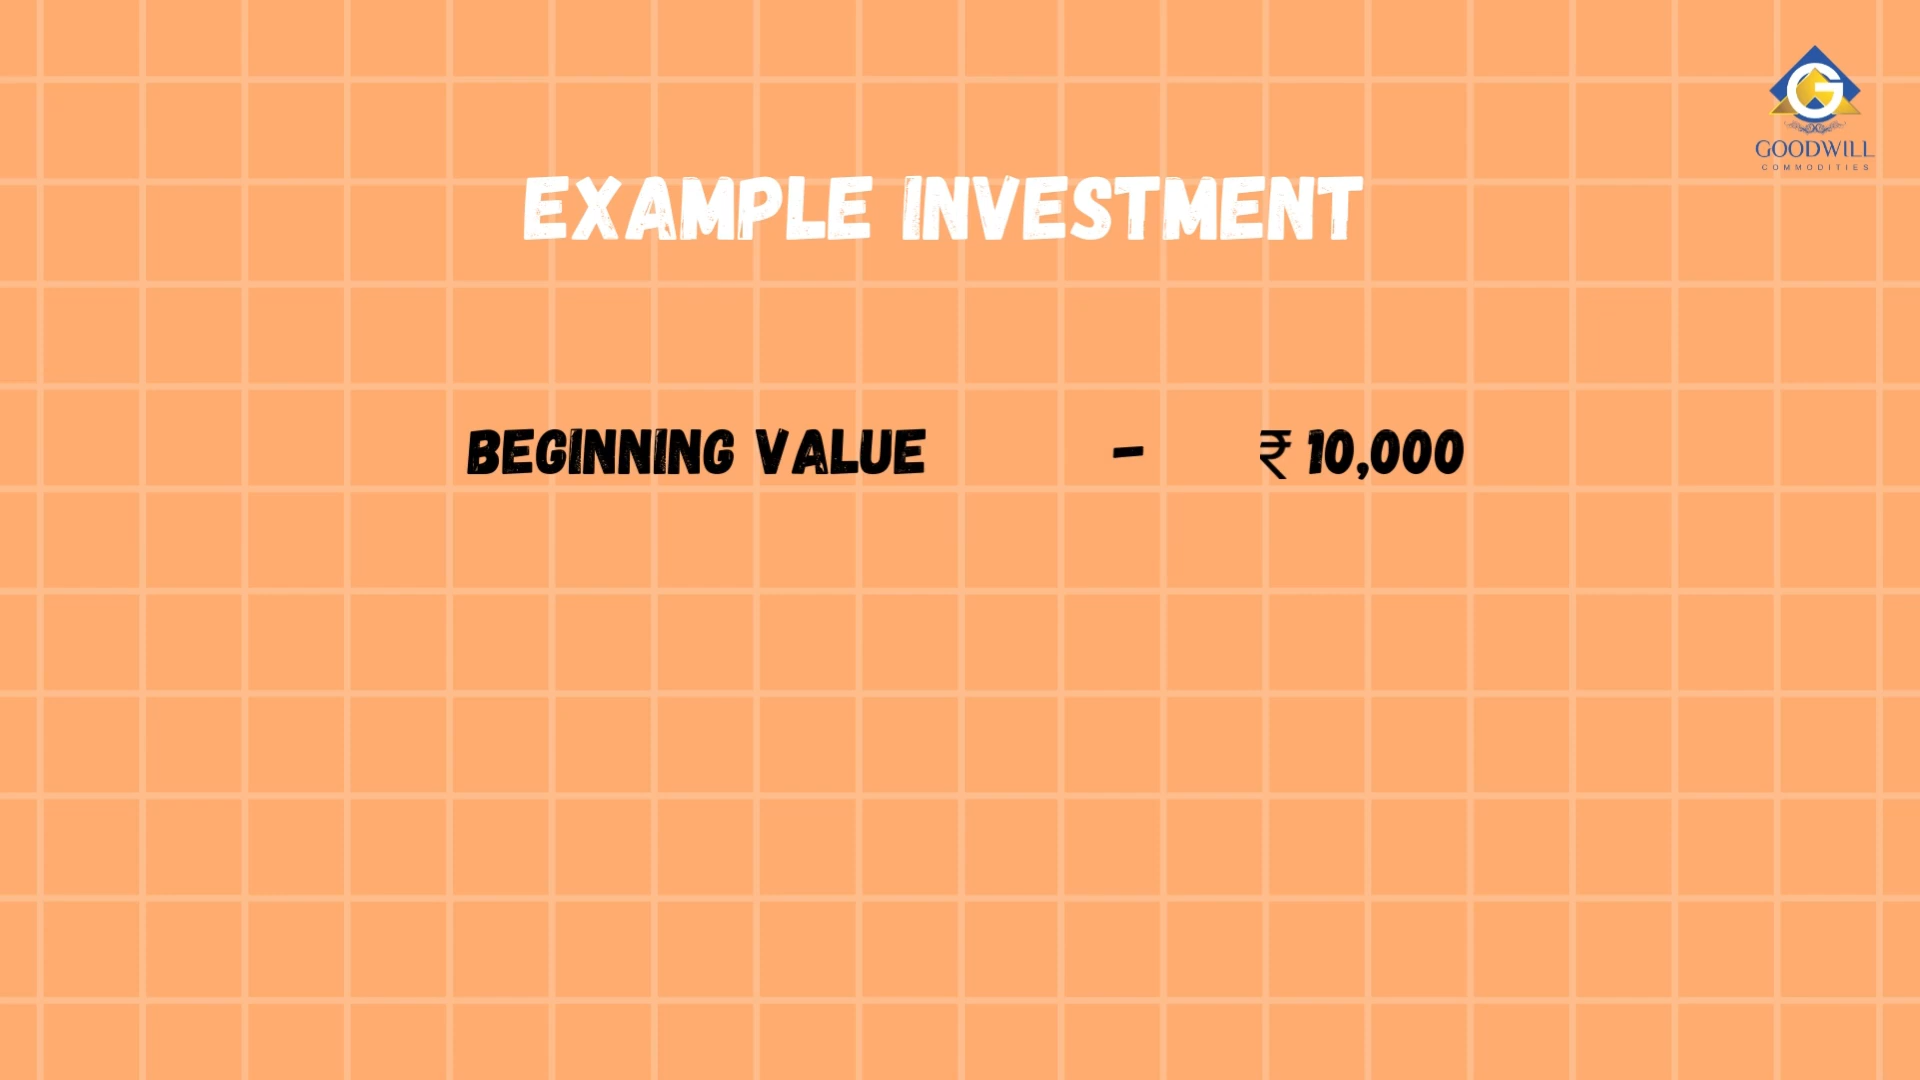 GOODWILL
COMMODITIES
EXAMPLE INVESTMENT
BEGINNING VALUE - ₹ 10,000